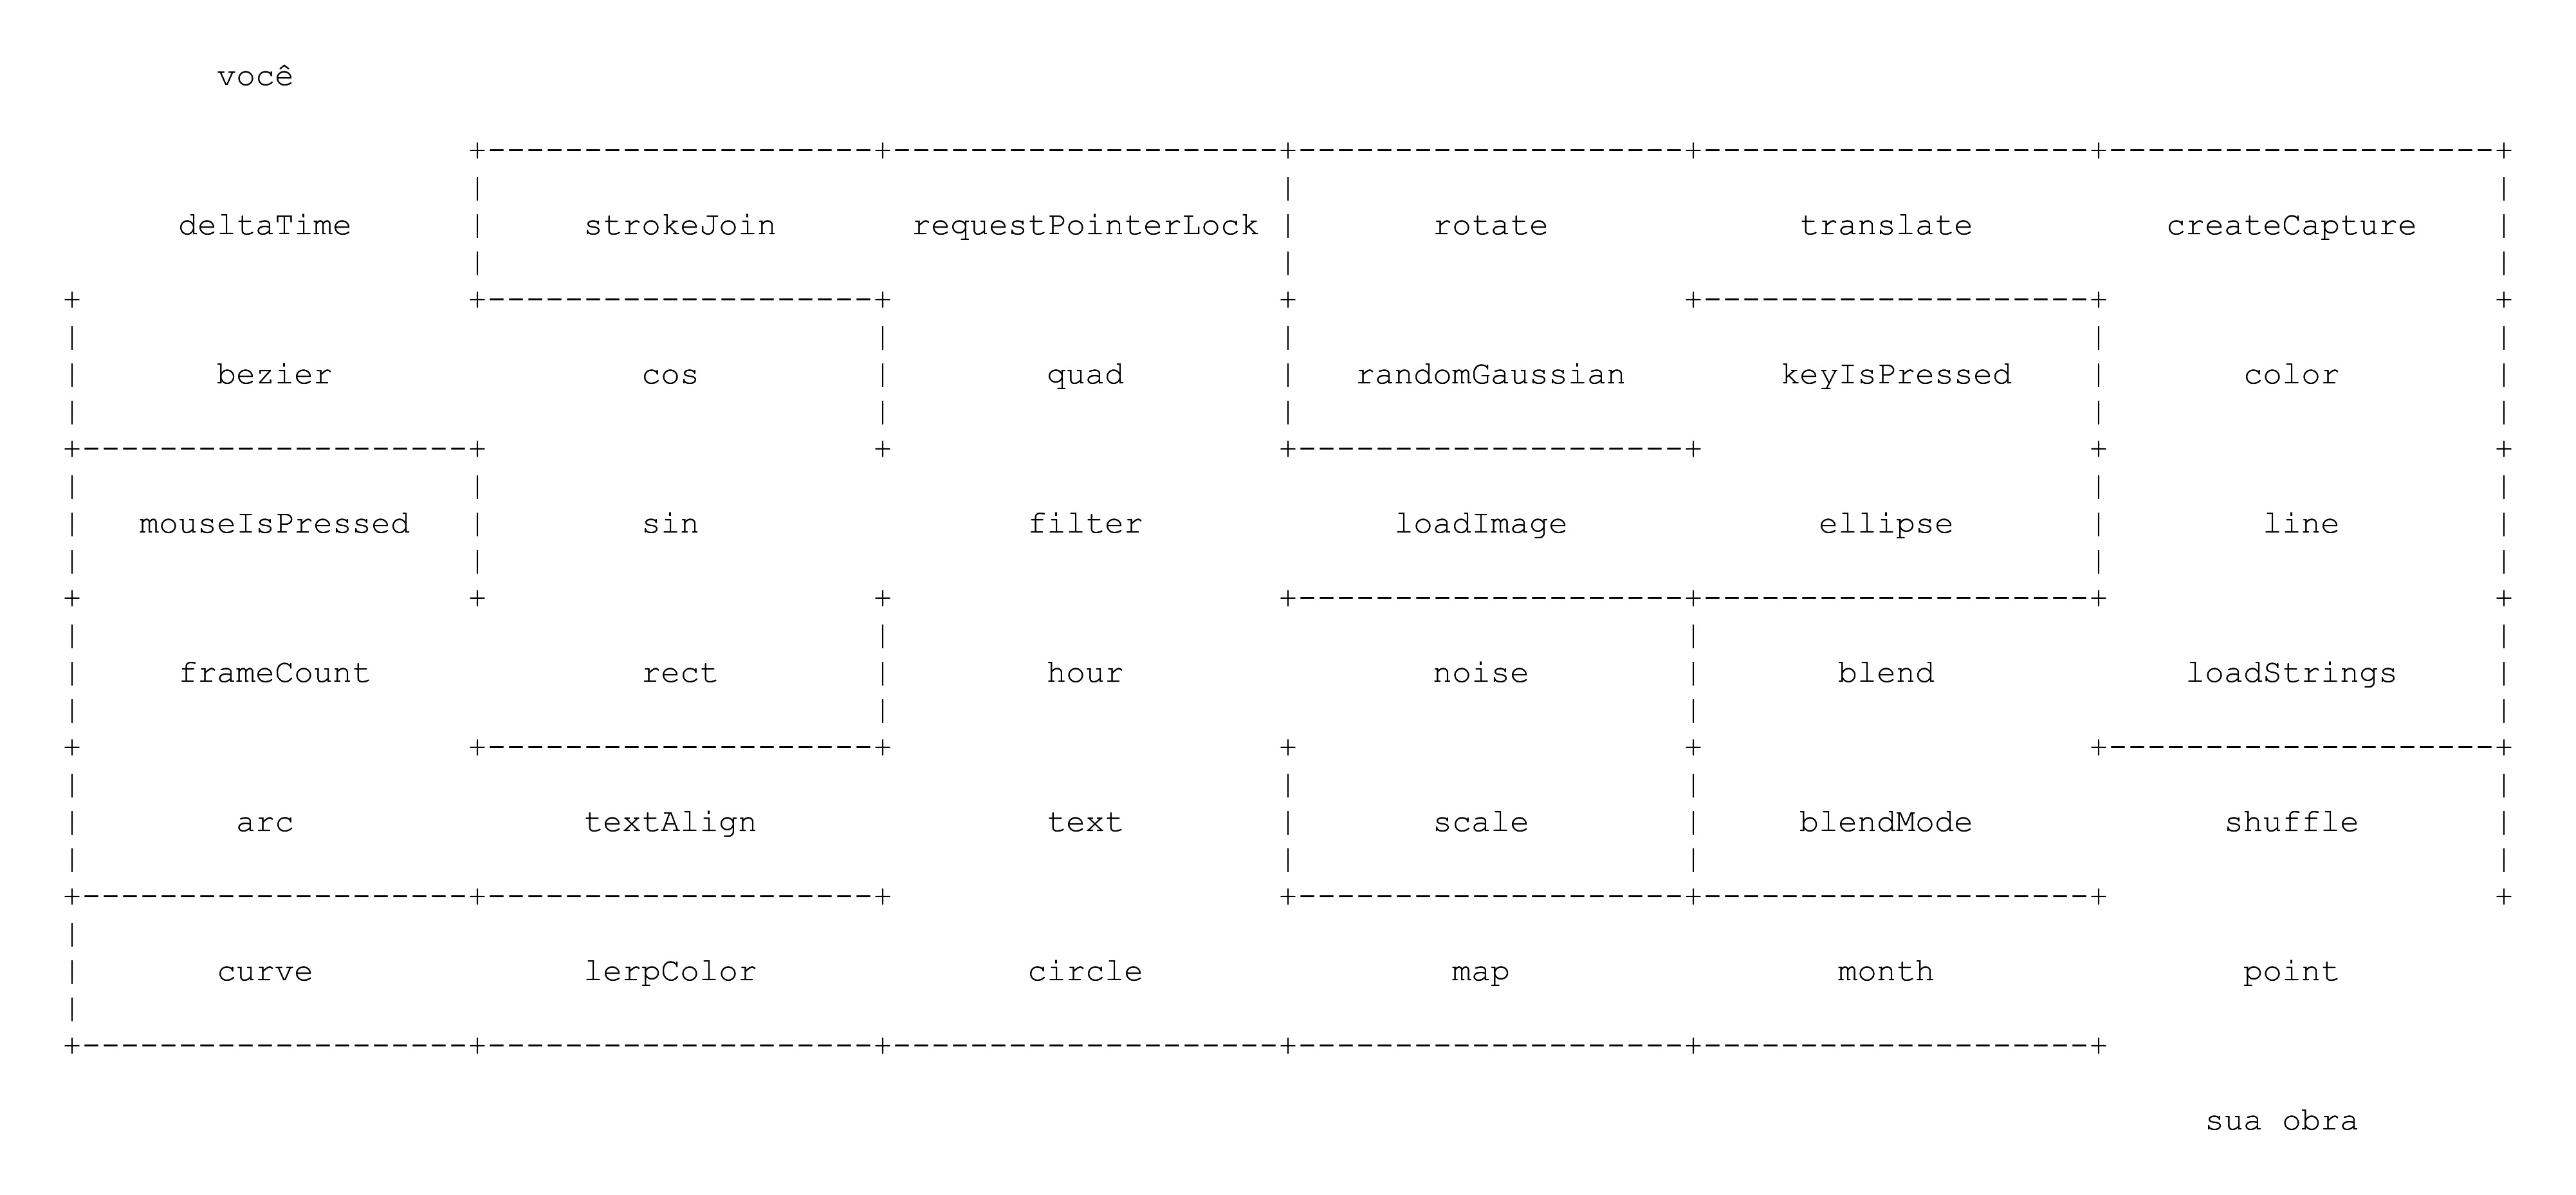 você
deltaTime strokeJoin requestPointerLock rotate translate createCapture
bezier cos quad randomGaussian keyIsPressed color
mouseIsPressed sin filter loadImage ellipse line
frameCount rect hour noise blend loadStrings
arc textAlign text scale blendMode shuffle
curve lerpColor circle map month point
sua obra